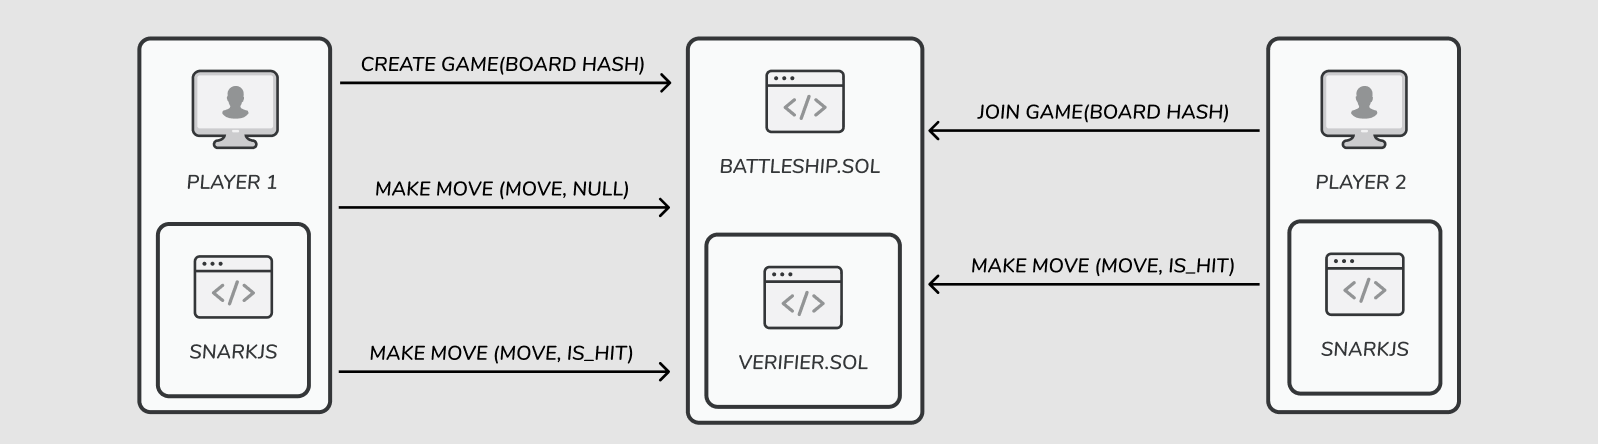 CREATE GAME(BOARD HASH)
JOIN GAME(BOARD HASH)
BATTLESHIP.SOL
PLAYER 1
MAKE MOVE (MOVE, NULL)
PLAYER 2
MAKE MOVE (MOVE, IS_HIT)
</>
</>
</>
</>
SNARKJS
MAKE MOVE (MOVE, IS_HIT)
VERIFIER.SOL
SNARKJS